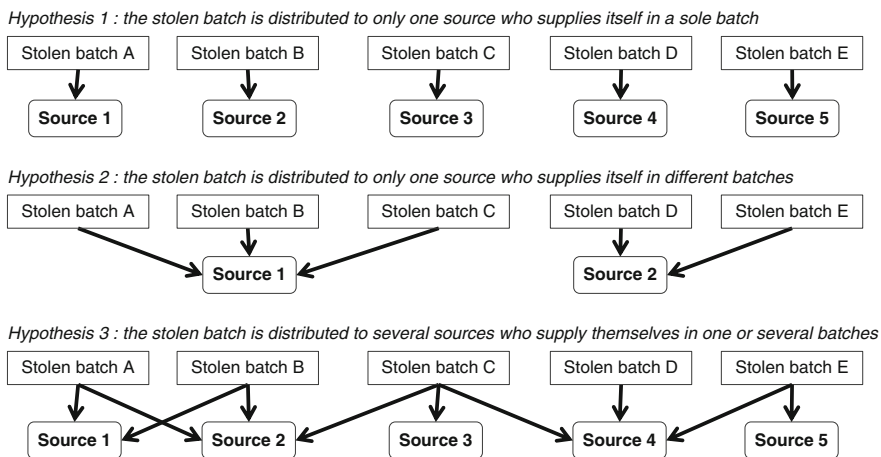 Hypothesis 1 : the stolen batch is distributed to only one source who supplies itself in a sole batch
Stolen batch A Stolen batch B Stolen batch C Stolen batch D Stolen batch E
Source 1 Source 2 Source 3 Source 4 Source 5
Hypothesis 2 : the stolen batch is distributed to only one source who supplies itself in different batches
Stolen batch A Stolen batch B Stolen batch C Stolen batch D Stolen batch E
Source 1 Source 2
Hypothesis 3 : the stolen batch is distributed to several sources who supply themselves in one or several batches
Stolen batch A Stolen batch B Stolen batch C Stolen batch D Stolen batch E
Source 1 Source 2 Source 3 Source 4 Source 5